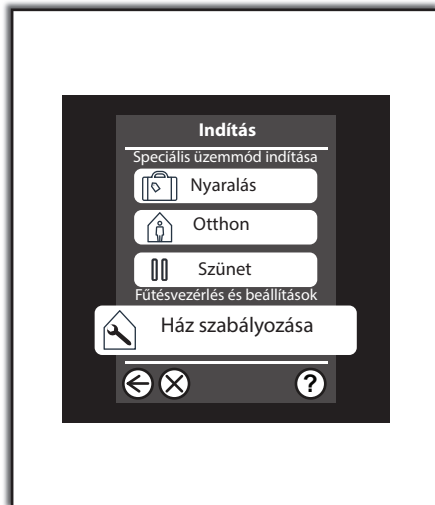 Indítás
Speciális üzemmód indítása
Nyaralás
Otthon
Szünet
Fűtésvezérlés és beállítások
Ház szabályozása
?